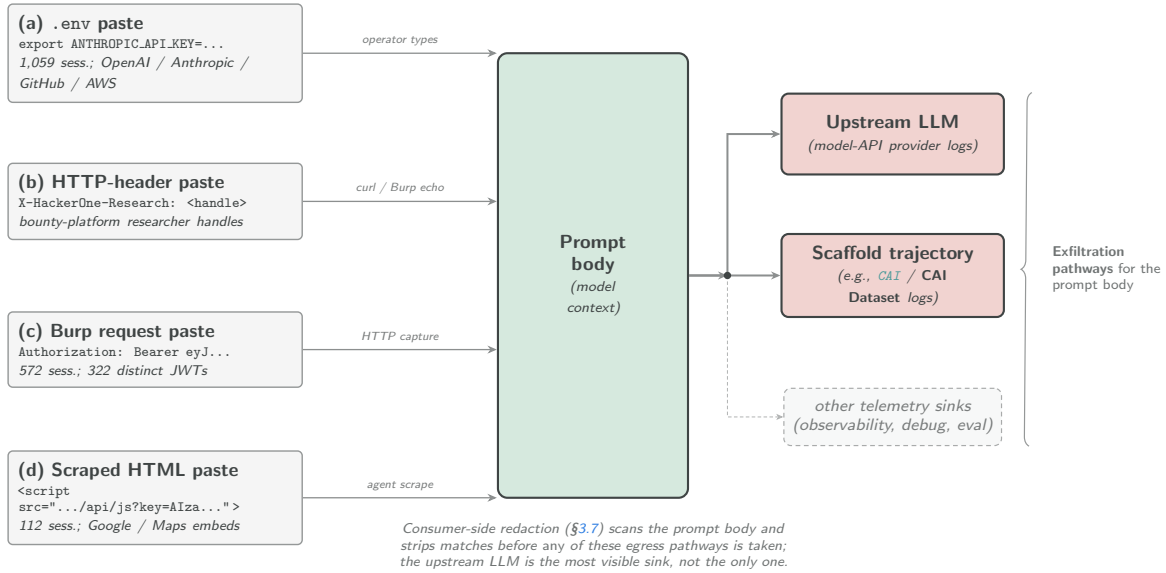 (a) .env paste
export ANTHROPIC_API_KEY=...
1,059 sess.; OpenAI / Anthropic /
GitHub / AWS
operator types
(b) HTTP-header paste
X-HackerOne-Research: <handle>
bounty-platform researcher handles
curl / Burp echo
(c) Burp request paste
Authorization: Bearer eyJ...
572 sess.; 322 distinct JWTs
HTTP capture
(d) Scraped HTML paste
<script
src=".../api/js?key=AIza...">
112 sess.; Google / Maps embeds
agent scrape
Prompt
body
(model
context)
Upstream LLM
(model-API provider logs)
Scaffold trajectory
(e.g., CAI / CAI
Dataset logs)
other telemetry sinks
(observability, debug, eval)
Exfiltration
pathways for the
prompt body
Consumer-side redaction (§3.7) scans the prompt body and
strips matches before any of these egress pathways is taken;
the upstream LLM is the most visible sink, not the only one.